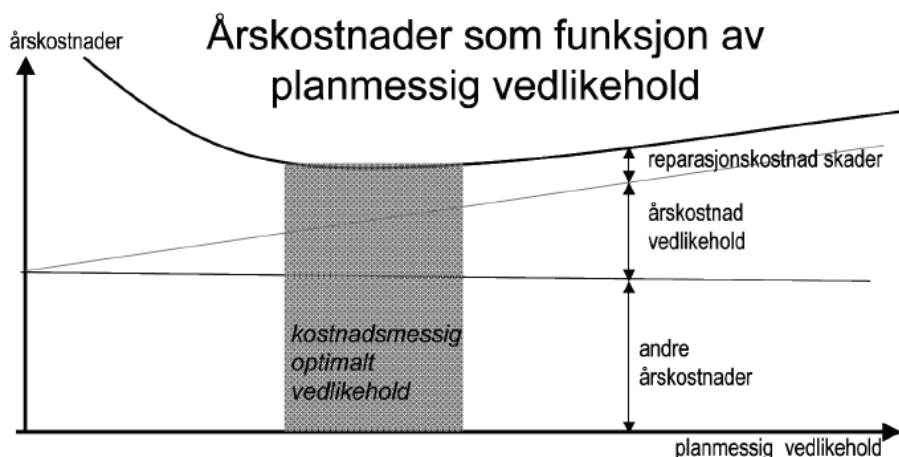 Årskostnader som funksjon av
planmessig vedlikehold
årskostnader
reparasjonskostnad skader
årskostnad
vedlikehold
kostnadsmessig
optimalt
vedlikehold
andre
årskostnader
planmessig vedlikehold